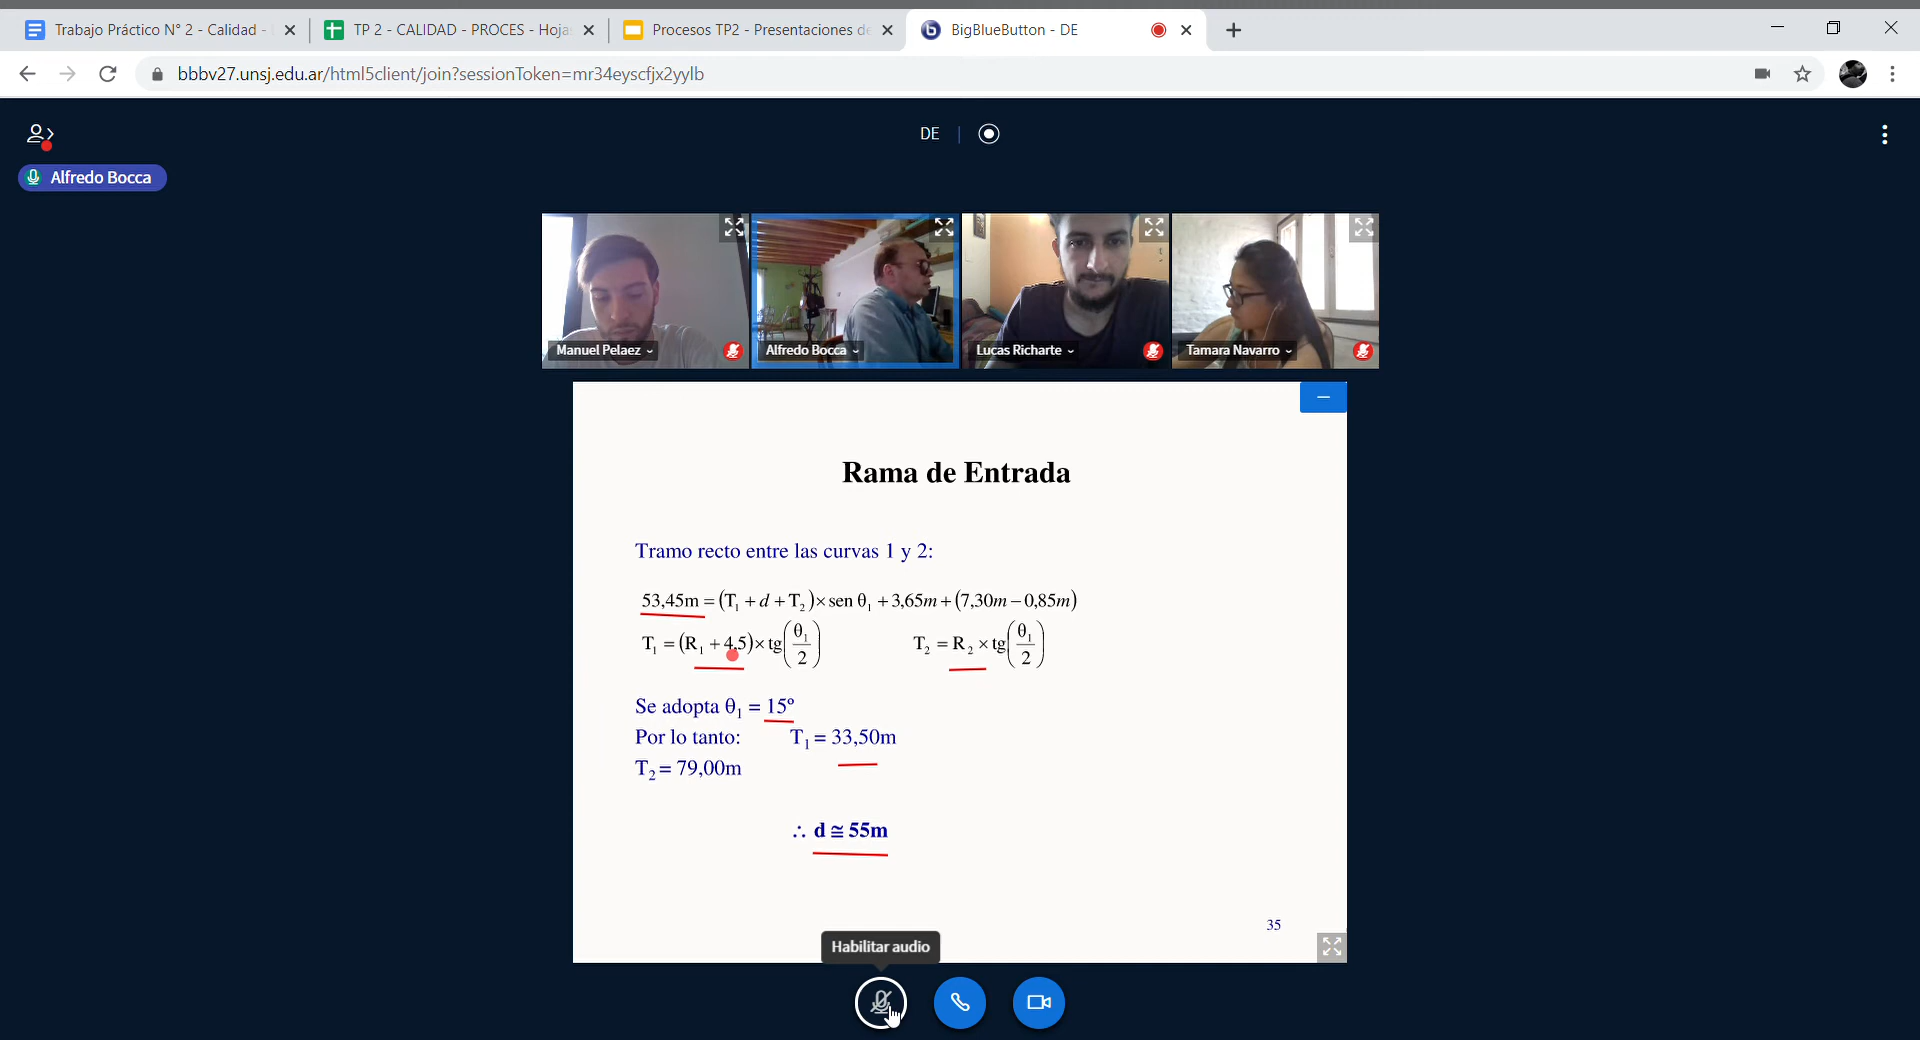 Trabajo Práctico N° 2 - Calidad -
TP 2 - CALIDAD - PROCES - Hoja
Procesos TP2 - Presentaciones de
BigBlueButton - DE
bbbv27.unsj.edu.ar/html5client/join?sessionToken=mr34eyscfjx2yylb
DE
Alfredo Bocca
Manuel Pelaez
Alfredo Bocca
Lucas Richarte
Tamara Navarro
Rama de Entrada
Tramo recto entre las curvas 1 y 2:
53,45m = (T₁ + d + T₂) × sen θ₁ + 3,65m + (7,30m − 0,85m)
T₁ = (R₁ + 4,5) × tg(θ₁/2) T₂ = R₂ × tg(θ₁/2)
Se adopta θ₁ = 15º
Por lo tanto: T₁ = 33,50m
T₂ = 79,00m
∴ d ≅ 55m
35
Habilitar audio